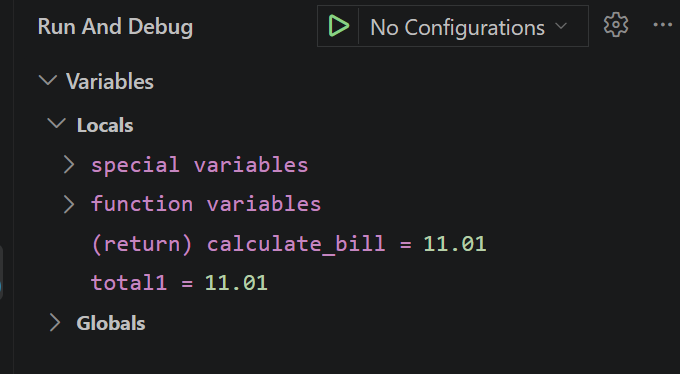 Run And Debug No Configurations
Variables
Locals
special variables
function variables
(return) calculate_bill = 11.01
total1 = 11.01
Globals